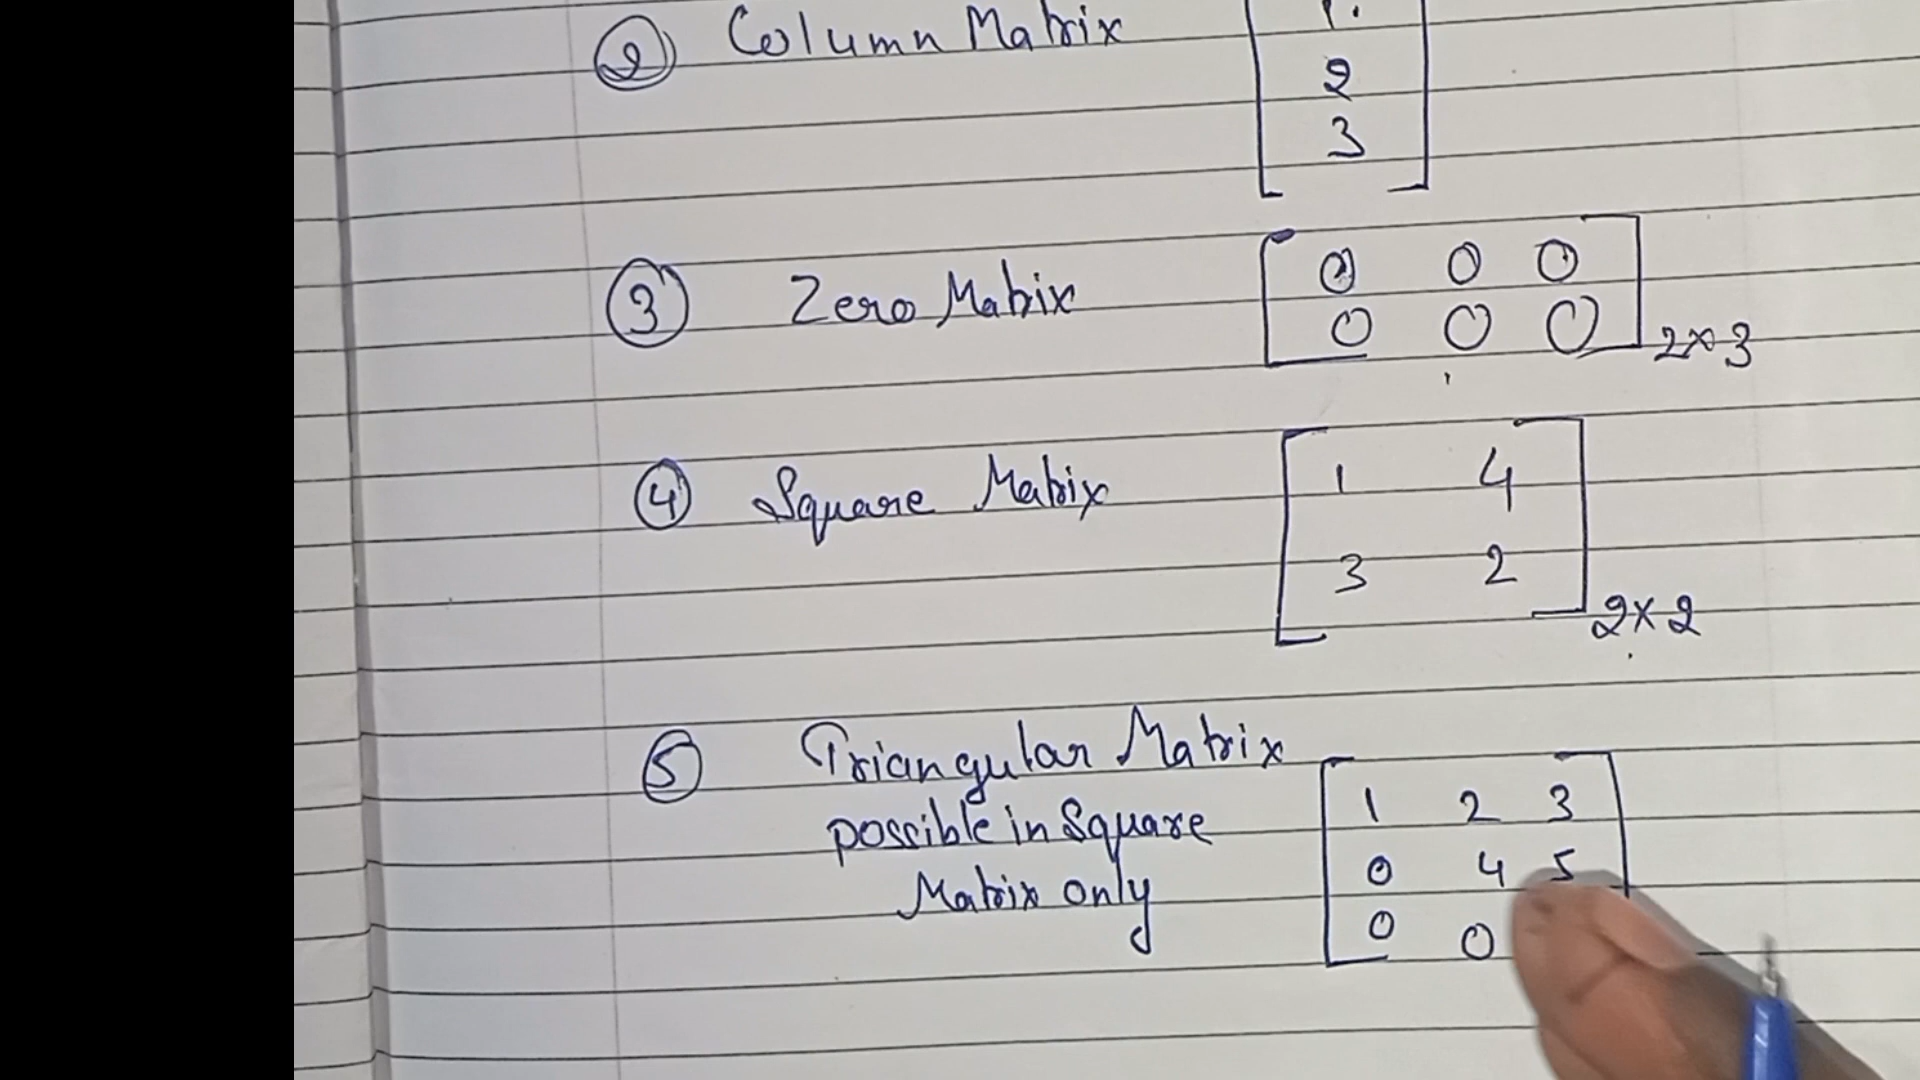 2 Column Matrix
2
3
3 Zero Matrix
0 0 0
0 0 0
2×3
4 Square Matrix
1 4
3 2
2×2
5 Triangular Matrix
possible in Square
Matrix only
1 2 3
0 4 5
0 0